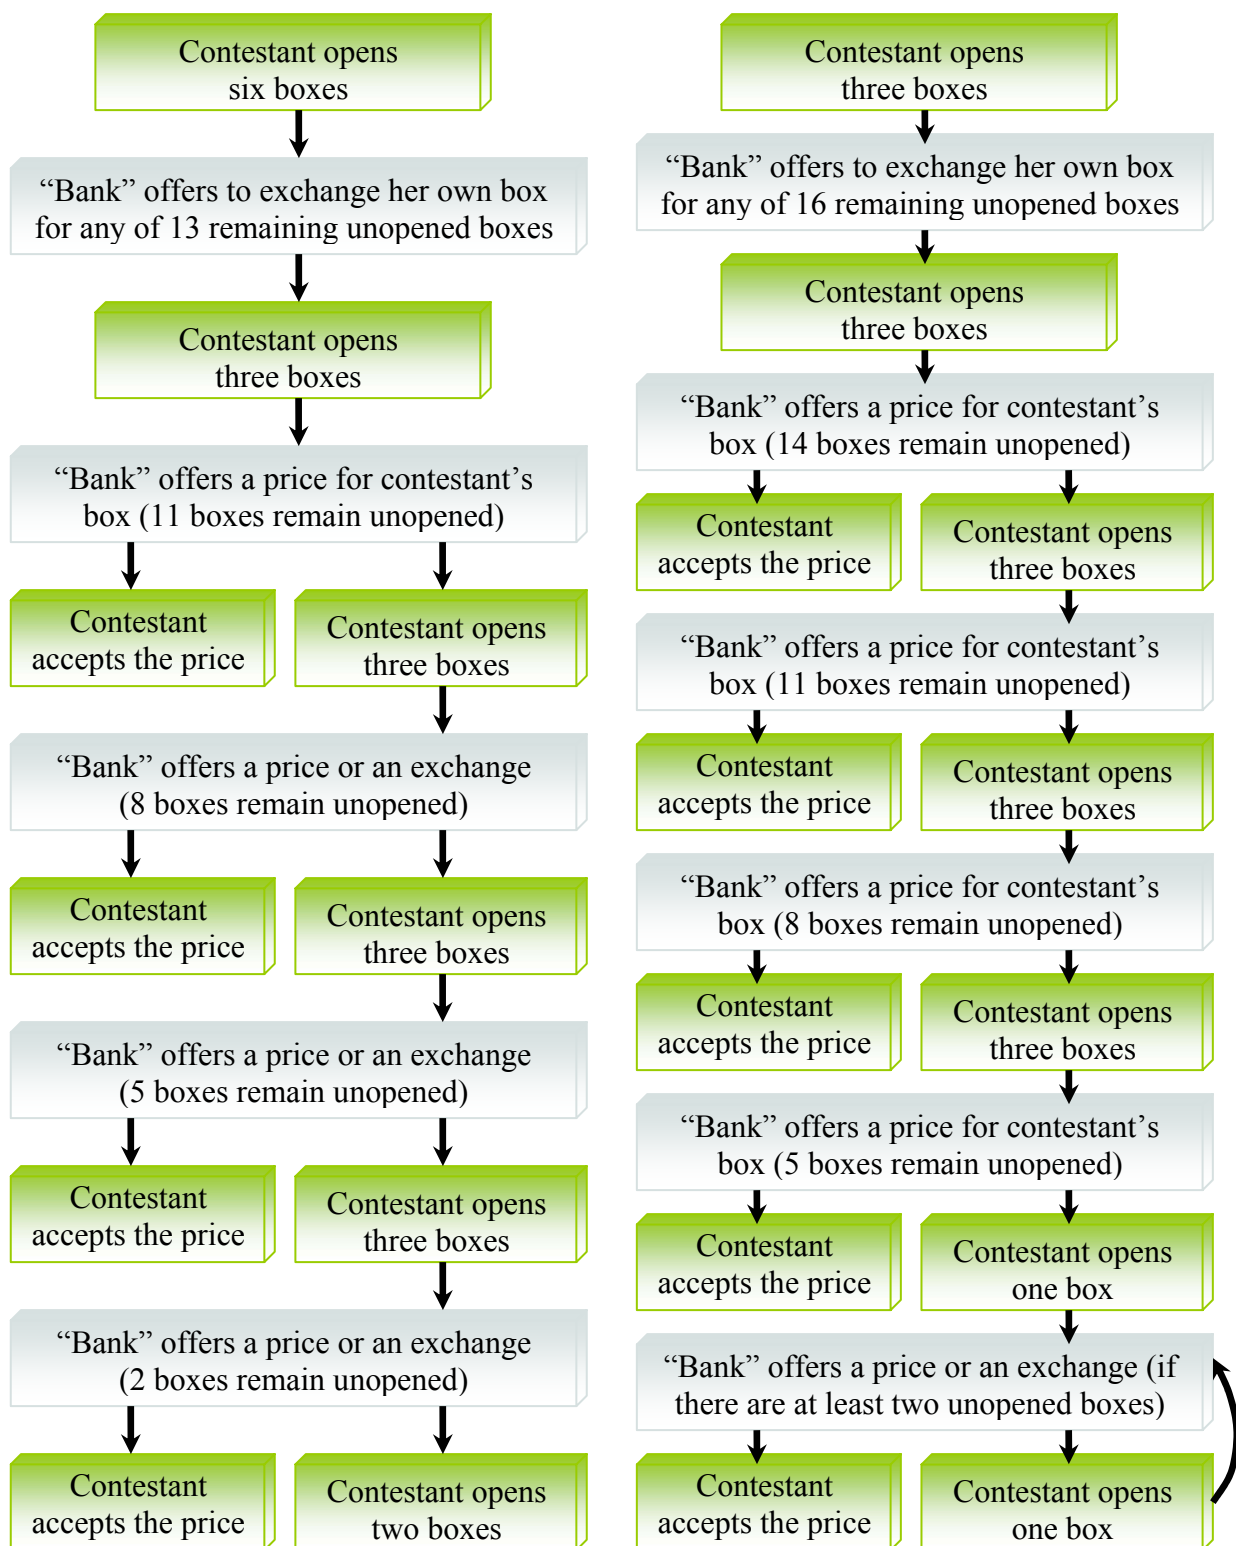 Contestant opens
six boxes
“Bank” offers to exchange her own box
for any of 13 remaining unopened boxes
Contestant opens
three boxes
“Bank” offers a price for contestant’s
box (11 boxes remain unopened)
Contestant
accepts the price
Contestant opens
three boxes
“Bank” offers a price or an exchange
(8 boxes remain unopened)
Contestant
accepts the price
Contestant opens
three boxes
“Bank” offers a price or an exchange
(5 boxes remain unopened)
Contestant
accepts the price
Contestant opens
three boxes
“Bank” offers a price or an exchange
(2 boxes remain unopened)
Contestant
accepts the price
Contestant opens
two boxes
Contestant opens
three boxes
“Bank” offers to exchange her own box
for any of 16 remaining unopened boxes
Contestant opens
three boxes
“Bank” offers a price for contestant’s
box (14 boxes remain unopened)
Contestant
accepts the price
Contestant opens
three boxes
“Bank” offers a price for contestant’s
box (11 boxes remain unopened)
Contestant
accepts the price
Contestant opens
three boxes
“Bank” offers a price for contestant’s
box (8 boxes remain unopened)
Contestant
accepts the price
Contestant opens
three boxes
“Bank” offers a price for contestant’s
box (5 boxes remain unopened)
Contestant
accepts the price
Contestant opens
one box
“Bank” offers a price or an exchange (if
there are at least two unopened boxes)
Contestant
accepts the price
Contestant opens
one box